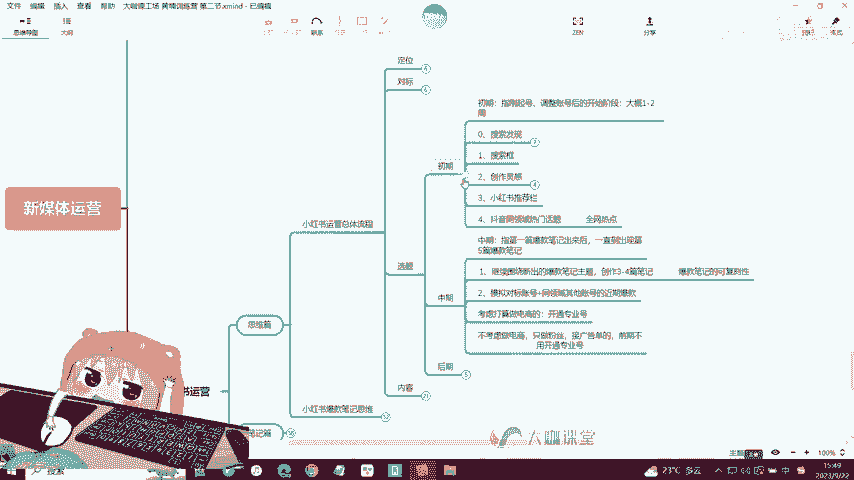 文件 编辑 插入 查看 帮助 大咖课工场 黄埔训练营 第二节.xmind - 已编辑
思维导图 大纲 联系 ZEN 分享 格式
定位 6
对标 6
初期：指刚起号、调整账号后的开始阶段：大概1-2
周
0、搜索发现
1、搜索框
初期
2、创作灵感 4
3、小红书推荐栏
4、抖音同领域热门话题 全网热点
新媒体运营
小红书运营总体流程
中期：指第一篇爆款笔记出来后，一直到出现第
5篇爆款笔记
选题
1、继续围绕新出的爆款笔记主题，创作3-4篇笔记 爆款笔记的可复制性
中期
2、模拟对标账号+同领域其他账号的近期爆款
考虑打算做电商的：开通专业号
思维篇
不考虑做电商，只做粉丝，接广告单的，前期不
用开通专业号
后期 5
内容 21
书运营
小红书爆款笔记思维
笔记篇
大咖课堂
主题
100%
搜索
23°C 多云
中
15:49
2023/9/22